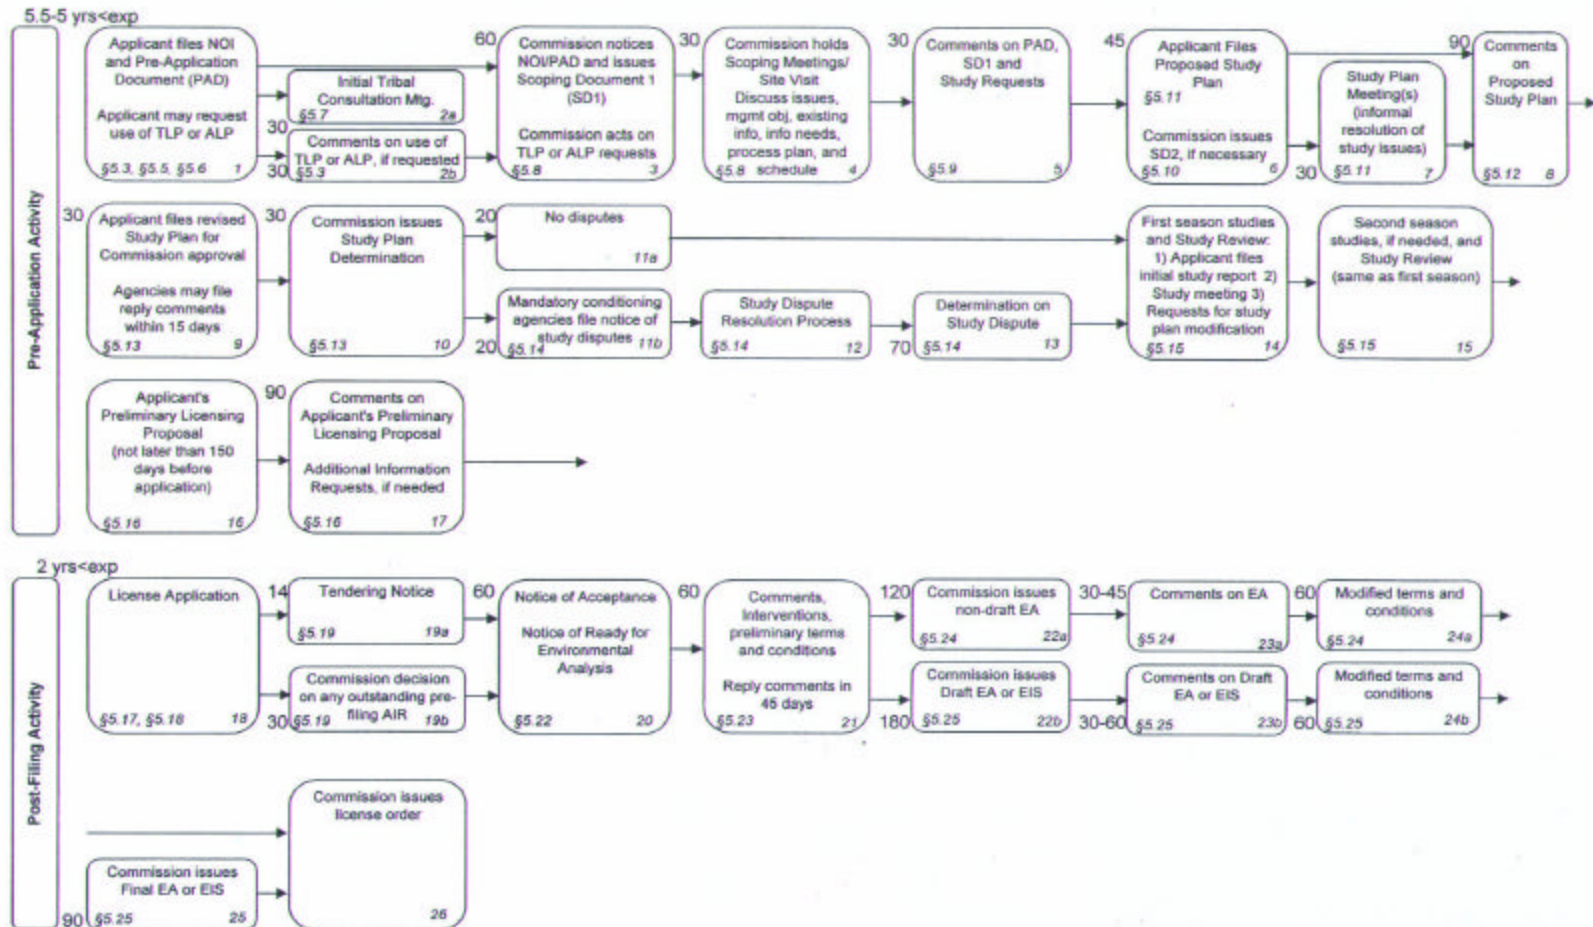 5.5-5 yrs<exp
Pre-Application Activity
Applicant files NOI
and Pre-Application
Document (PAD)
Applicant may request
use of TLP or ALP
§5.3, §5.5, §5.6 1
Initial Tribal
Consultation Mtg.
§5.7 2a
30
Comments on use of
TLP or ALP, if requested
30 §5.3 2b
60
Commission notices
NOI/PAD and issues
Scoping Document 1
(SD1)
Commission acts on
TLP or ALP requests
§5.8 3
30
Commission holds
Scoping Meetings/
Site Visit
Discuss issues,
mgmt obj, existing
info, info needs,
process plan, and
schedule
§5.8 4
30
Comments on PAD,
SD1 and
Study Requests
§5.9 5
45
Applicant Files
Proposed Study
Plan
§5.11
Commission issues
SD2, if necessary
§5.10 6
Study Plan
Meeting(s)
(informal
resolution of
study issues)
30 §5.11 7
90
Comments
on
Proposed
Study Plan
§5.12 8
30
Applicant files revised
Study Plan for
Commission approval
Agencies may file
reply comments
within 15 days
§5.13 9
30
Commission issues
Study Plan
Determination
§5.13 10
20
No disputes
11a
Mandatory conditioning
agencies file notice of
study disputes
20 §5.14 11b
Study Dispute
Resolution Process
§5.14 12
Determination on
Study Dispute
70 §5.14 13
First season studies
and Study Review:
1) Applicant files
initial study report 2)
Study meeting 3)
Requests for study
plan modification
§5.15 14
Second season
studies, if needed, and
Study Review
(same as first season)
§5.15 15
Applicant's
Preliminary Licensing
Proposal
(not later than 150
days before
application)
§5.16 16
90
Comments on
Applicant's Preliminary
Licensing Proposal
Additional Information
Requests, if needed
§5.16 17
2 yrs<exp
Post-Filing Activity
License Application
§5.17, §5.18 18
14
Tendering Notice
§5.19 19a
Commission decision
on any outstanding pre-
filing AIR
30 §5.19 19b
60
Notice of Acceptance
Notice of Ready for
Environmental
Analysis
§5.22 20
60
Comments,
Interventions,
preliminary terms
and conditions
Reply comments in
45 days
§5.23 21
120
Commission issues
non-draft EA
§5.24 22a
30-45
Comments on EA
§5.24 23a
60
Modified terms and
conditions
§5.24 24a
Commission issues
Draft EA or EIS
180 §5.25 22b
Comments on Draft
EA or EIS
30-60 §5.25 23b
Modified terms and
conditions
60 §5.25 24b
Commission issues
Final EA or EIS
90 §5.25 25
Commission issues
license order
26